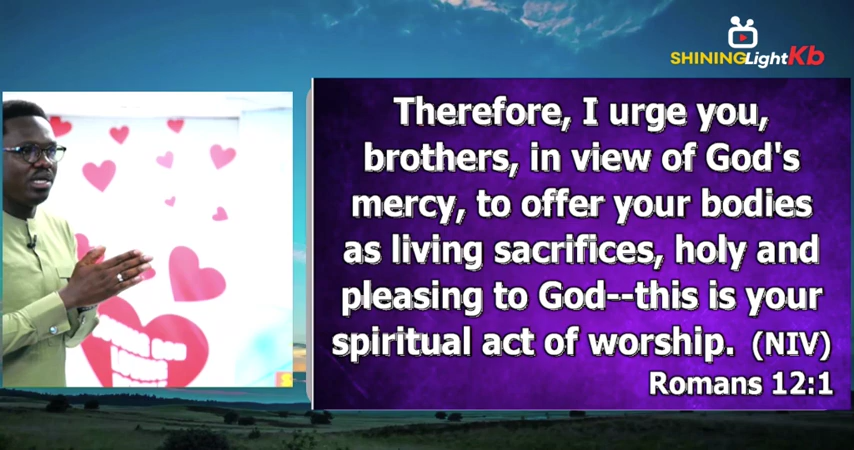 SHININGLightKb
Therefore, I urge you,
brothers, in view of God's
mercy, to offer your bodies
as living sacrifices, holy and
pleasing to God--this is your
spiritual act of worship. (NIV)
Romans 12:1